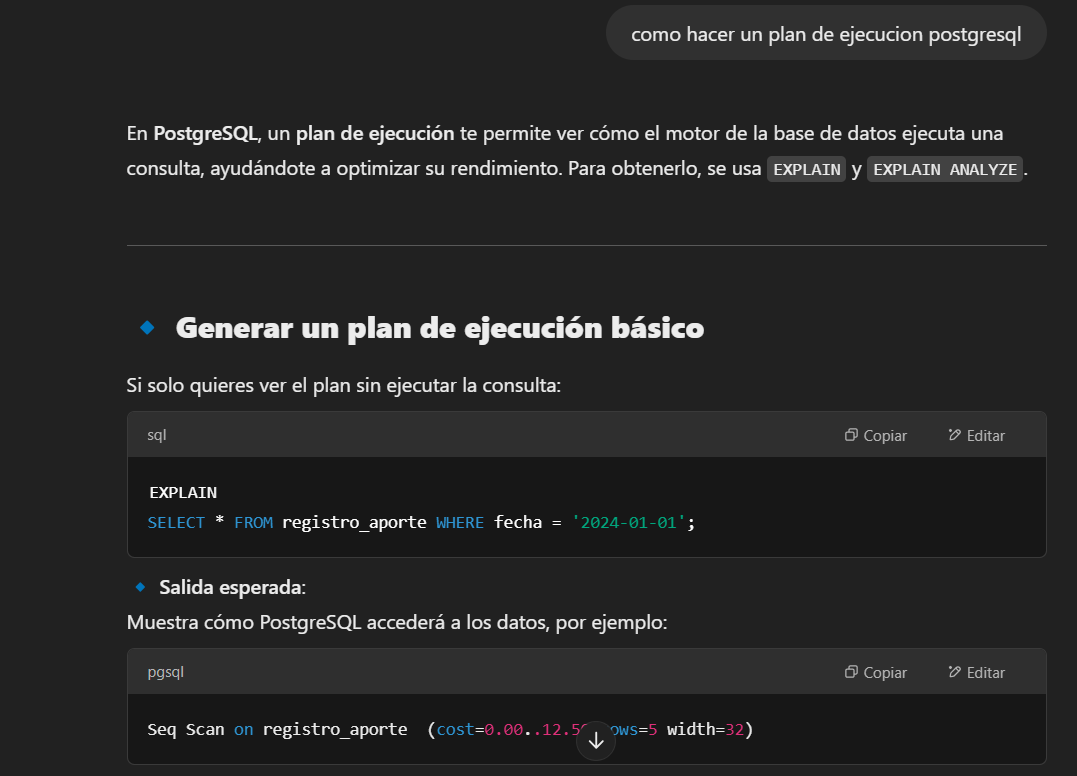 como hacer un plan de ejecucion postgresql
En PostgreSQL, un plan de ejecución te permite ver cómo el motor de la base de datos ejecuta una
consulta, ayudándote a optimizar su rendimiento. Para obtenerlo, se usa EXPLAIN y EXPLAIN ANALYZE.
Generar un plan de ejecución básico
Si solo quieres ver el plan sin ejecutar la consulta:
sql Copiar Editar
EXPLAIN
SELECT * FROM registro_aporte WHERE fecha = '2024-01-01';
Salida esperada:
Muestra cómo PostgreSQL accederá a los datos, por ejemplo:
pgsql Copiar Editar
Seq Scan on registro_aporte (cost=0.00..12.5 ows=5 width=32)